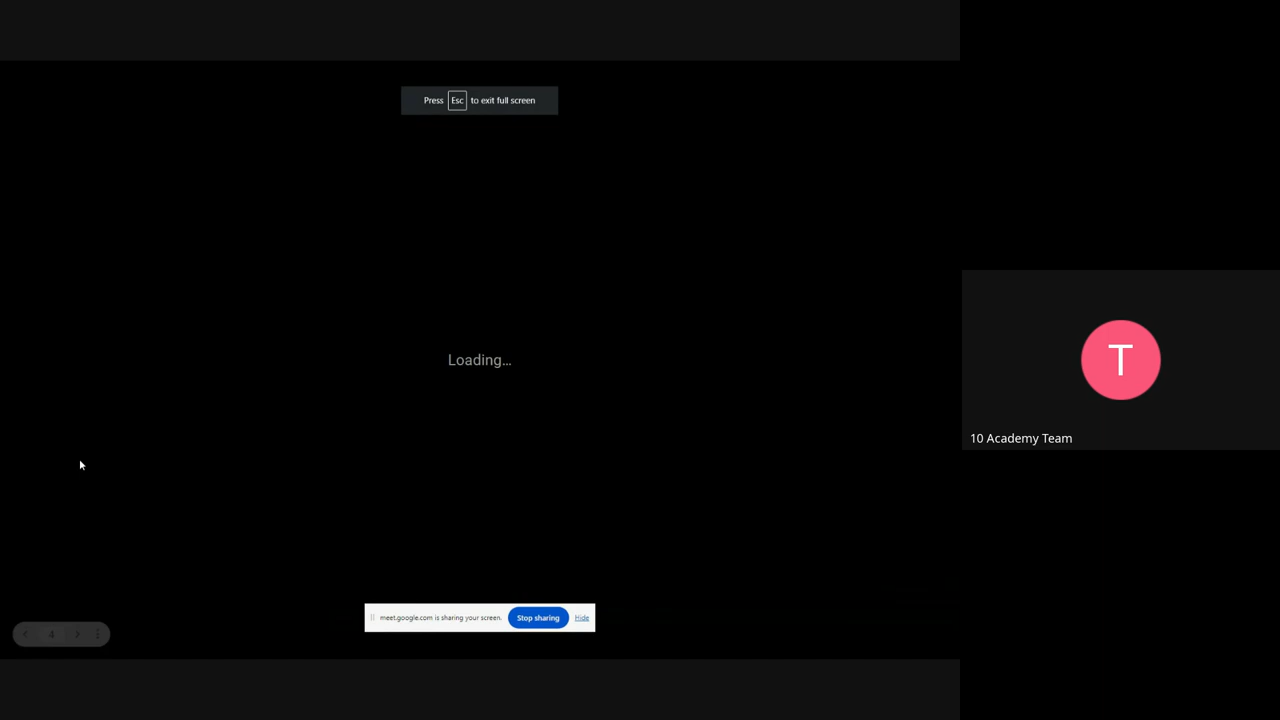 Press Esc to exit full screen
Loading...
T
10 Academy Team
meet.google.com is sharing your screen. Stop sharing Hide
4